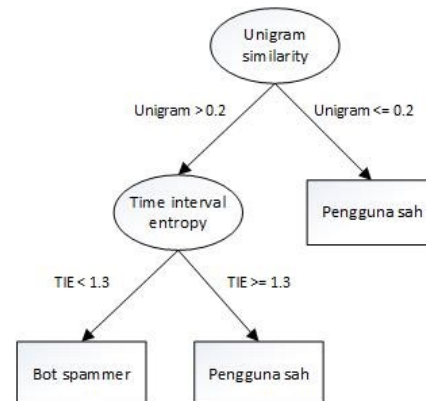 Unigram
similarity
Unigram > 0.2
Unigram <= 0.2
Time interval
entropy
Pengguna sah
TIE < 1.3
TIE >= 1.3
Bot spammer
Pengguna sah